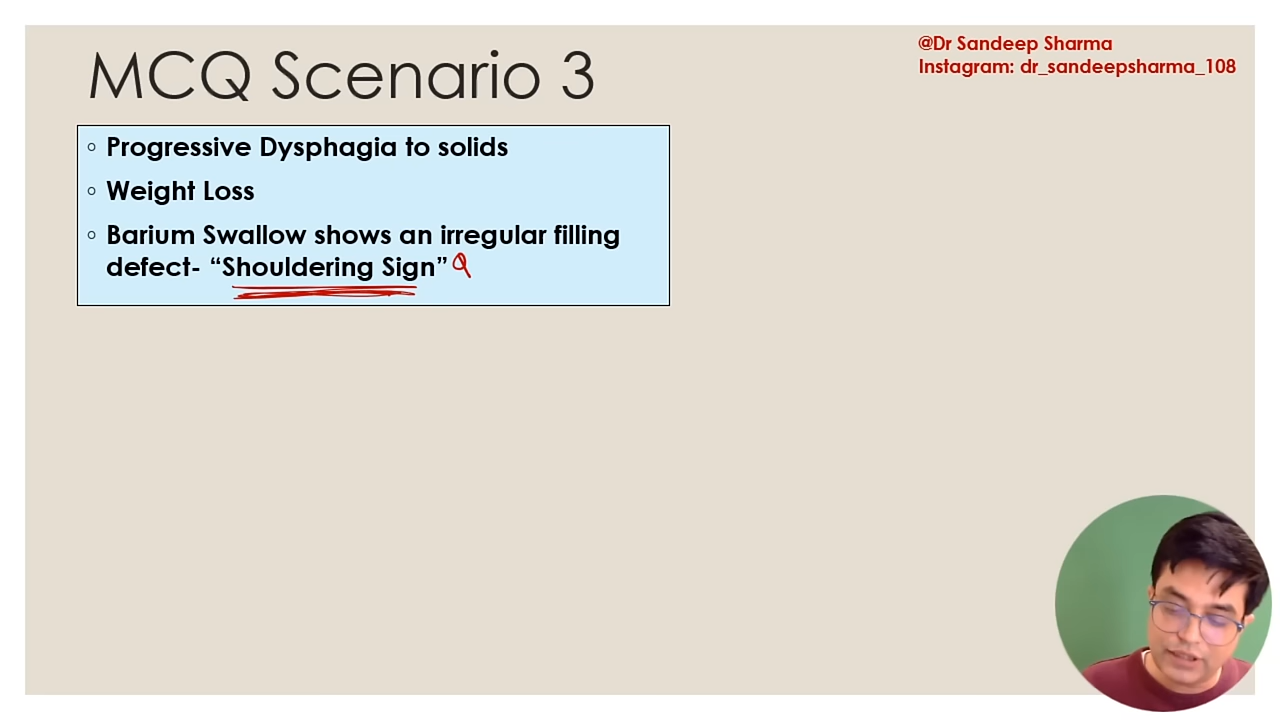 MCQ Scenario 3
@Dr Sandeep Sharma
Instagram: dr_sandeepsharma_108
◦ Progressive Dysphagia to solids
◦ Weight Loss
◦ Barium Swallow shows an irregular filling
defect- “Shouldering Sign”